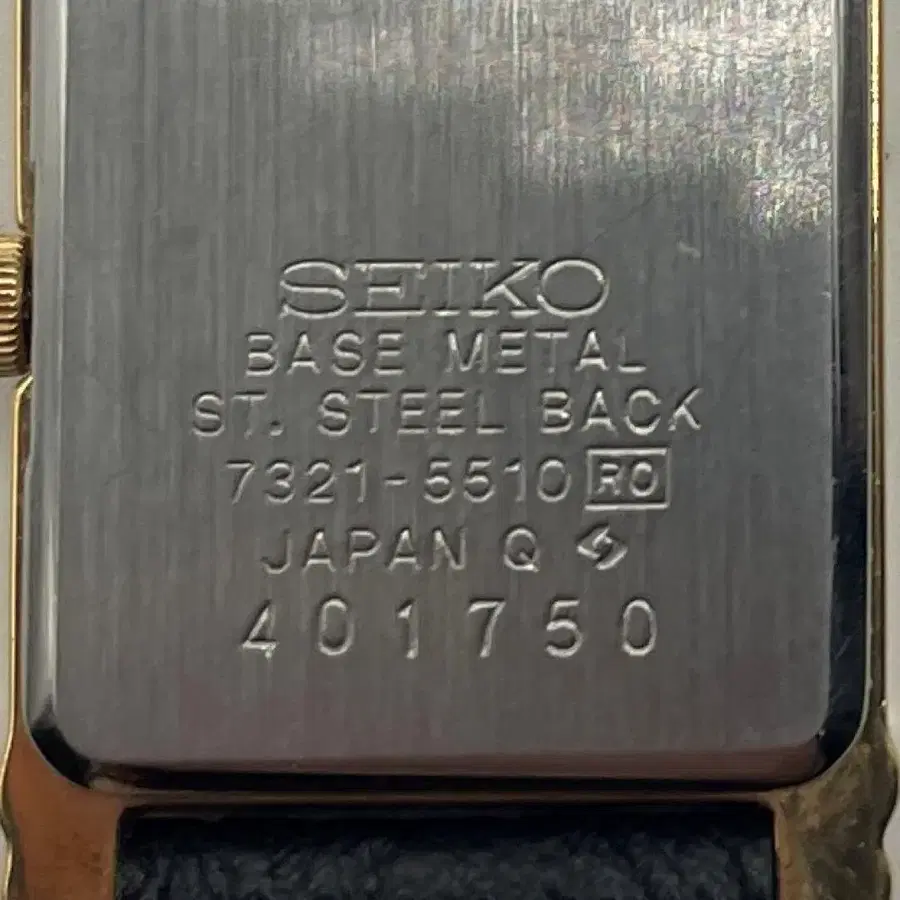 SEIKO
BASE METAL
ST. STEEL BACK
7321-5510 RO
JAPAN Q
401750